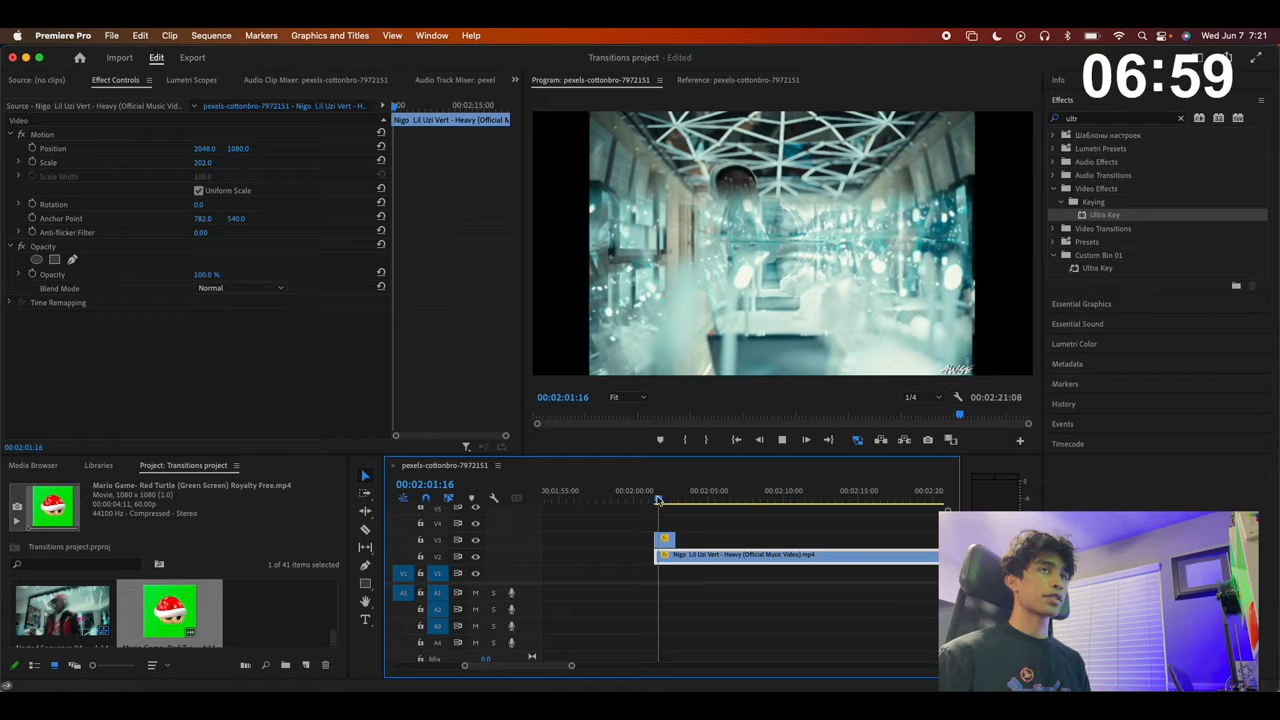 Premiere Pro File Edit Clip Sequence Markers Graphics and Titles View Window Help Wed Jun 7 7:21
Import Edit Export Transitions project - Edited
06:59
Source: (no clips) Effect Controls Lumetri Scopes Audio Clip Mixer: pexels-cottonbro-7972151 Audio Track Mixer: pexel
Program: pexels-cottonbro-7972151 Reference: pexels-cottonbro-7972151
Info
Source - Nigo Lil Uzi Vert - Heavy (Official Music Vid... pexels-cottonbro-7972151 - Nigo Lil Uzi Vert - H... :00 00:02:15:00
Effects
Video Nigo Lil Uzi Vert - Heavy (Official M
ultr
Motion
Position 2048.0 1080.0
Scale 202.0
Scale Width 100.0
Uniform Scale
Rotation 0.0
Anchor Point 782.0 540.0
Anti-flicker Filter 0.00
Opacity
Opacity 100.0 %
Blend Mode Normal
Time Remapping
00:02:01:16
AWGE
00:02:01:16 Fit 1/4 00:02:21:08
Шаблоны настроек
Lumetri Presets
Audio Effects
Audio Transitions
Video Effects
Keying
Ultra Key
Video Transitions
Presets
Custom Bin 01
Ultra Key
Essential Graphics
Essential Sound
Lumetri Color
Metadata
Markers
History
Events
Timecode
Media Browser Libraries Project: Transitions project
Mario Game- Red Turtle (Green Screen) Royalty Free.mp4
Movie, 1080 x 1080 (1.0)
00:00:04:11, 60,00p
44100 Hz - Compressed - Stereo
Transitions project.prproj
1 of 41 items selected
pexels-cottonbro-7972151
00:02:01:16
:00:01:55:00 00:02:00:00 00:02:05:00 00:02:10:00 00:02:15:00 00:02:20
V5
V4
V3
V2 Nigo Lil Uzi Vert - Heavy (Official Music Video).mp4
V1 V1
A1 A1 M S
A2 M S
A3 M S
A4 M S
Mix 0.0
0
-6